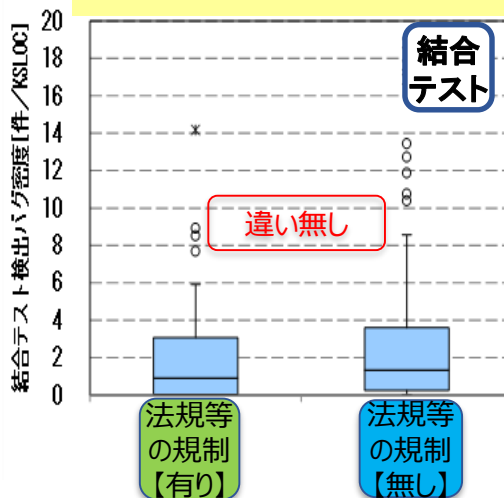 結合
テスト
結合テスト検出バグ密度[件/KSLOC]
20
18
16
14
12
10
8
6
4
2
0
違い無し
法規等
の規制
【有り】
法規等
の規制
【無し】